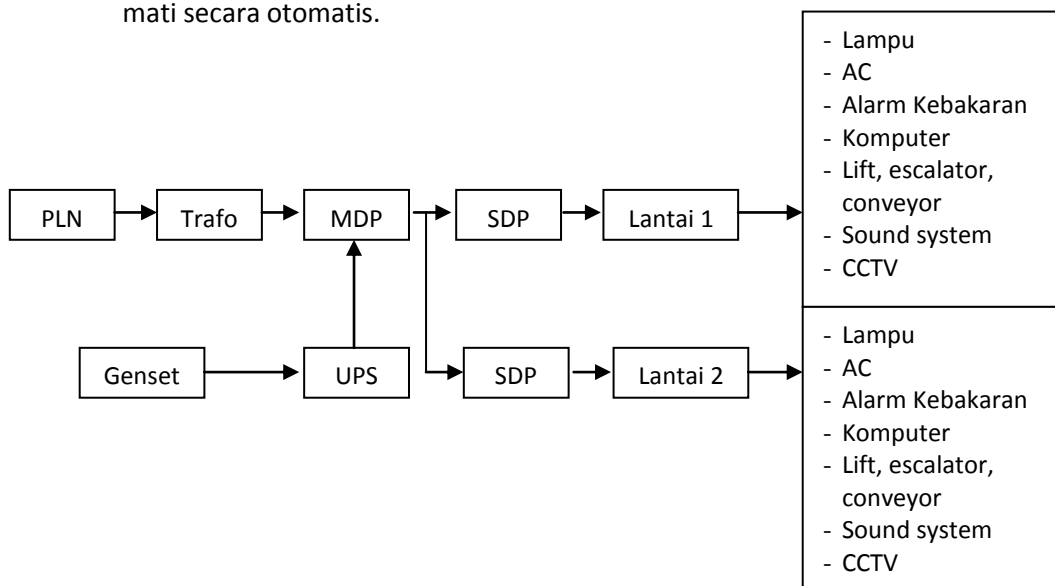 mati secara otomatis.
- Lampu
- AC
- Alarm Kebakaran
- Komputer
- Lift, escalator,
conveyor
- Sound system
- CCTV
PLN
Trafo
MDP
SDP
Lantai 1
Genset
UPS
SDP
Lantai 2
- Lampu
- AC
- Alarm Kebakaran
- Komputer
- Lift, escalator,
conveyor
- Sound system
- CCTV